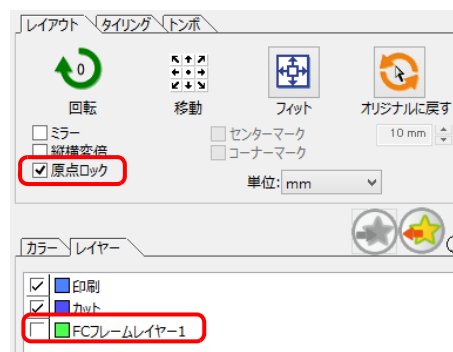 レイアウト タイリング トンボ
0
回転 移動 フィット オリジナルに戻す
ミラー センターマーク 10 mm
縦横変倍 コーナーマーク
原点ロック
単位: mm
カラー レイヤー
印刷
カット
FCフレームレイヤー1